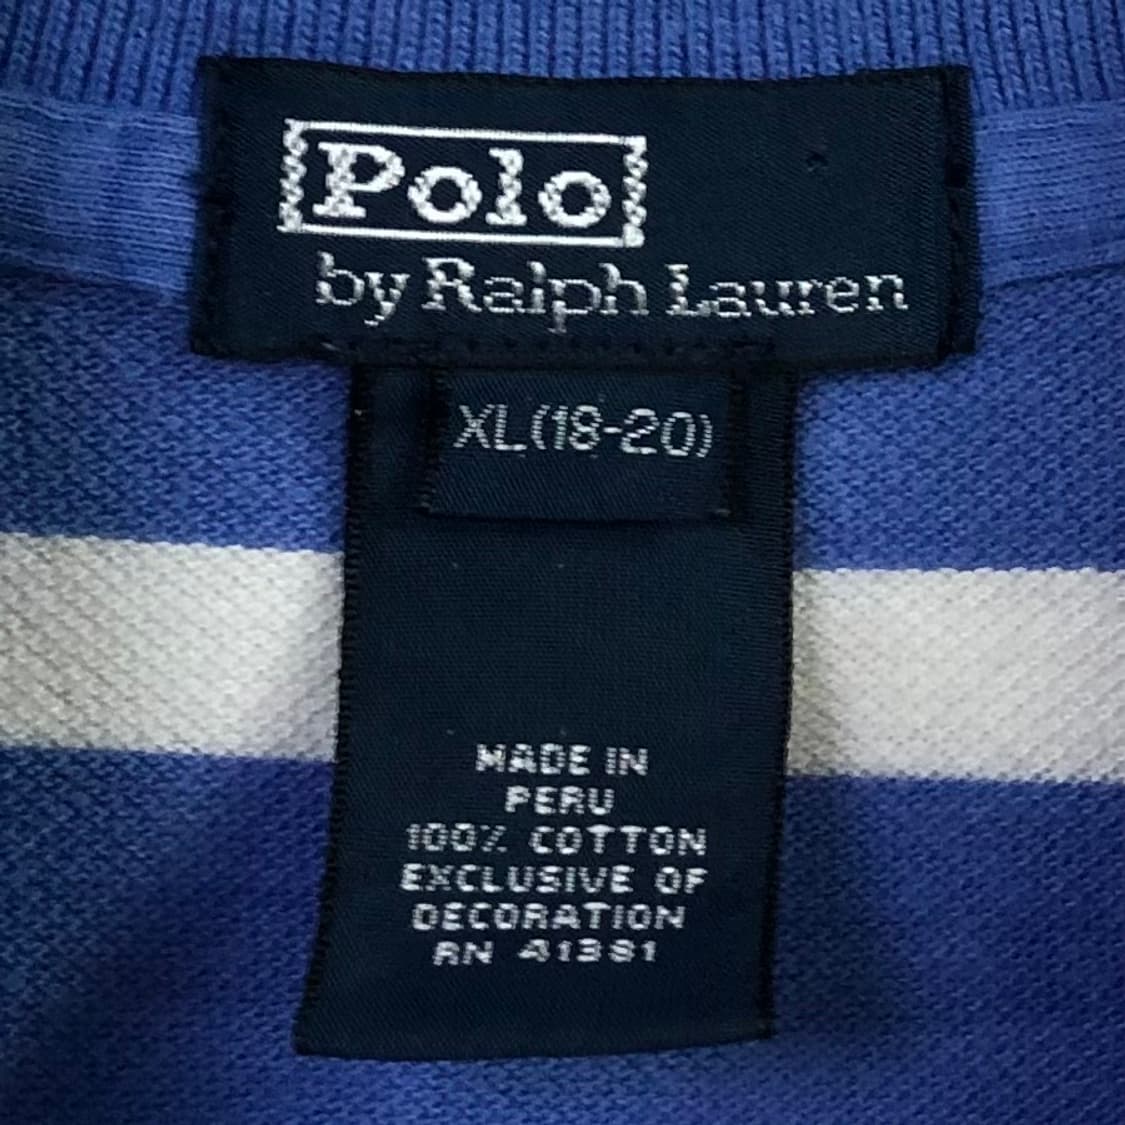 Polo
by Ralph Lauren
XL(18-20)
MADE IN
PERU
100% COTTON
EXCLUSIVE OF
DECORATION
RN 41381